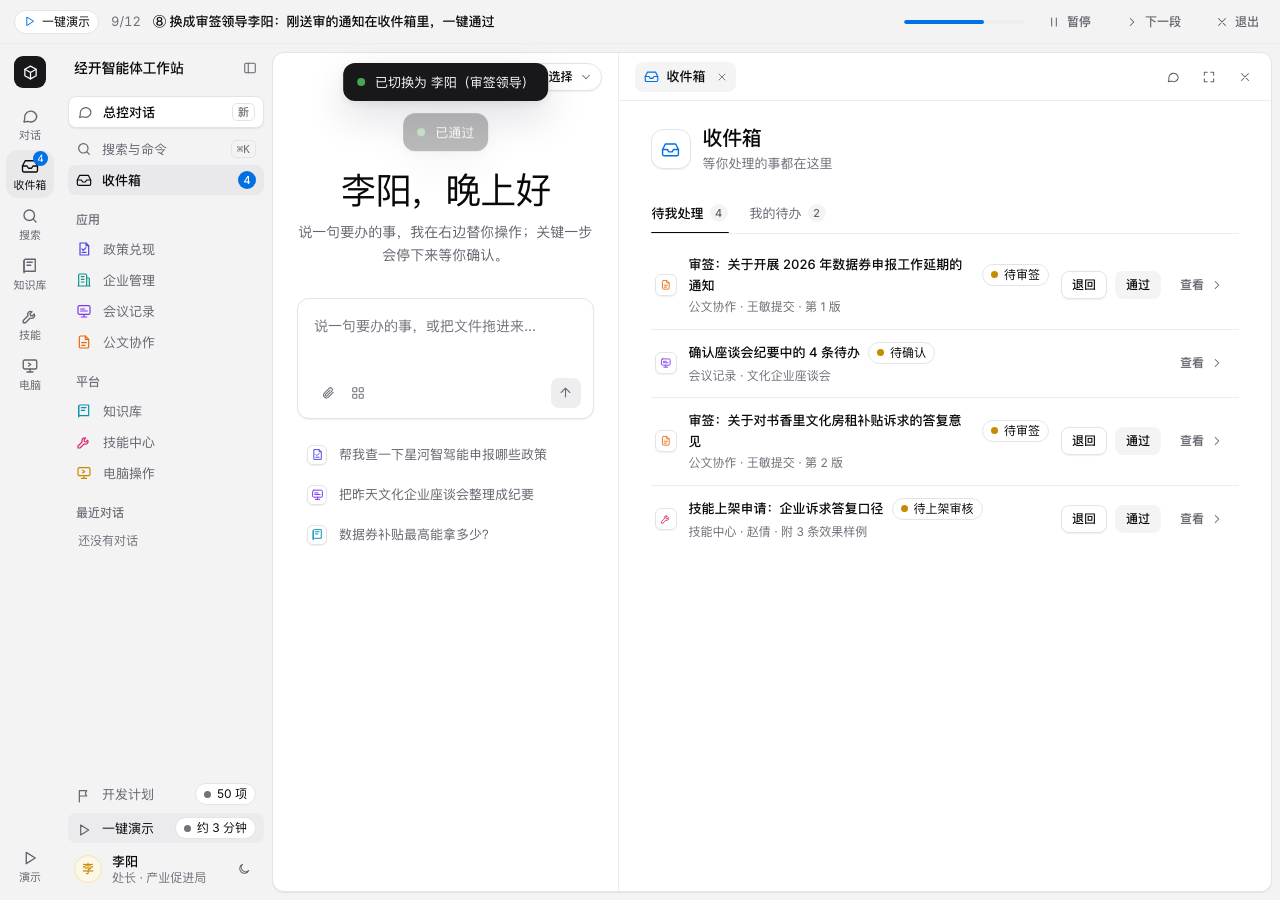 一键演示
9/12
⑧ 换成审签领导李阳：刚送审的通知在收件箱里，一键通过
暂停
下一段
退出
对话
4
收件箱
搜索
知识库
技能
电脑
演示
经开智能体工作站
总控对话
新
搜索与命令
⌘K
收件箱
4
应用
政策兑现
企业管理
会议记录
公文协作
平台
知识库
技能中心
电脑操作
最近对话
还没有对话
开发计划
50 项
一键演示
约 3 分钟
李
李阳
处长 · 产业促进局
已切换为 李阳（审签领导）
选择
已通过
李阳，晚上好
说一句要办的事，我在右边替你操作；关键一步
会停下来等你确认。
说一句要办的事，或把文件拖进来...
帮我查一下星河智驾能申报哪些政策
把昨天文化企业座谈会整理成纪要
数据券补贴最高能拿多少?
收件箱
收件箱
等你处理的事都在这里
待我处理
4
我的待办
2
审签：关于开展 2026 年数据券申报工作延期的
通知
待审签
公文协作 · 王敏提交 · 第 1 版
退回
通过
查看
确认座谈会纪要中的 4 条待办
待确认
会议记录 · 文化企业座谈会
查看
审签：关于对书香里文化房租补贴诉求的答复意
见
待审签
公文协作 · 王敏提交 · 第 2 版
退回
通过
查看
技能上架申请：企业诉求答复口径
待上架审核
技能中心 · 赵倩 · 附 3 条效果样例
退回
通过
查看